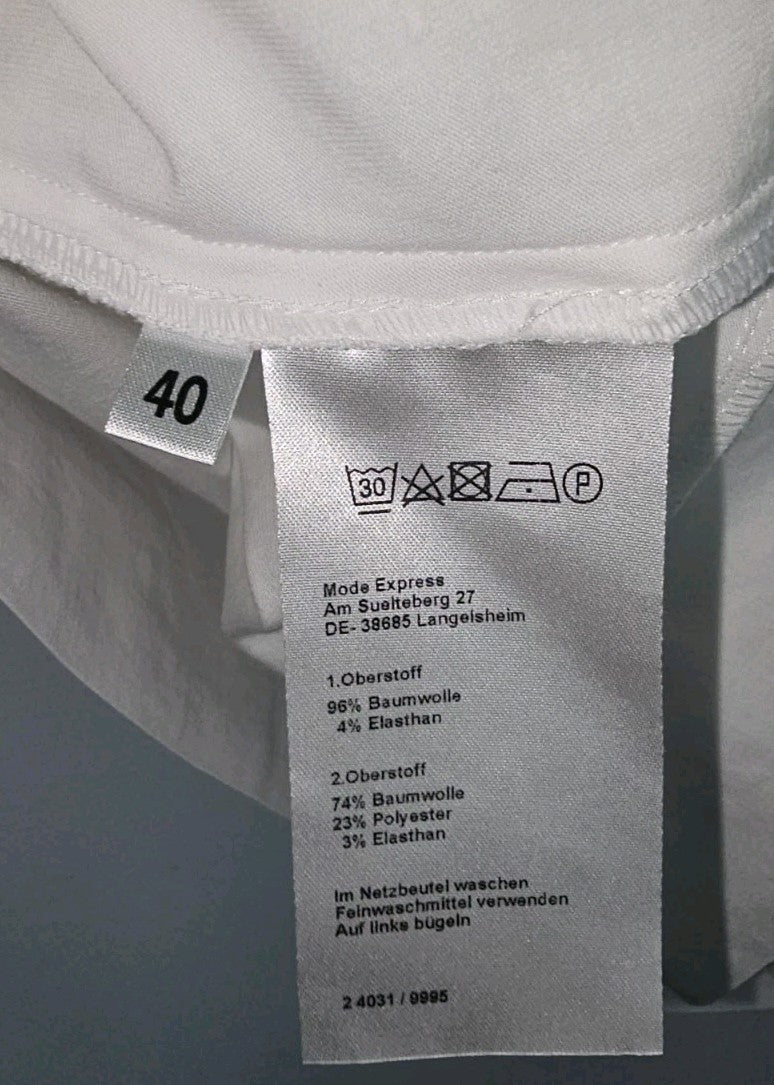 40
30
P
Mode Express
Am Suelteberg 27
DE- 38685 Langelsheim
1.Oberstoff
96% Baumwolle
4% Elasthan
2.Oberstoff
74% Baumwolle
23% Polyester
3% Elasthan
Im Netzbeutel waschen
Feinwaschmittel verwenden
Auf links bügeln
2 4031 / 9995